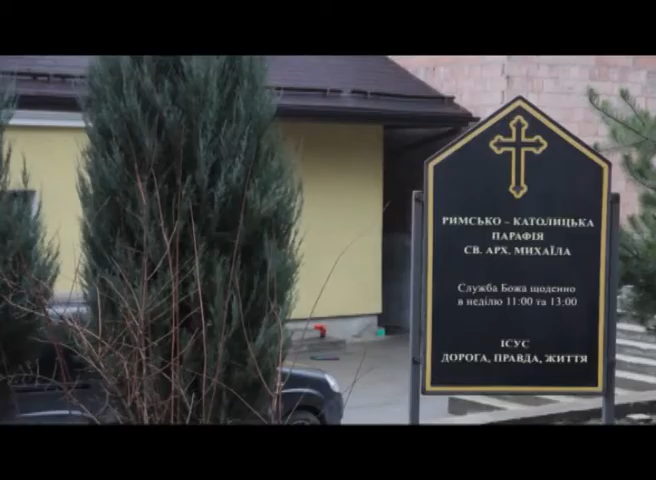 РИМСЬКО – КАТОЛИЦЬКА
ПАРАФІЯ
СВ. АРХ. МИХАЇЛА
Служба Божа щоденно
в неділю 11:00 та 13:00
ІСУС
ДОРОГА, ПРАВДА, ЖИТТЯ